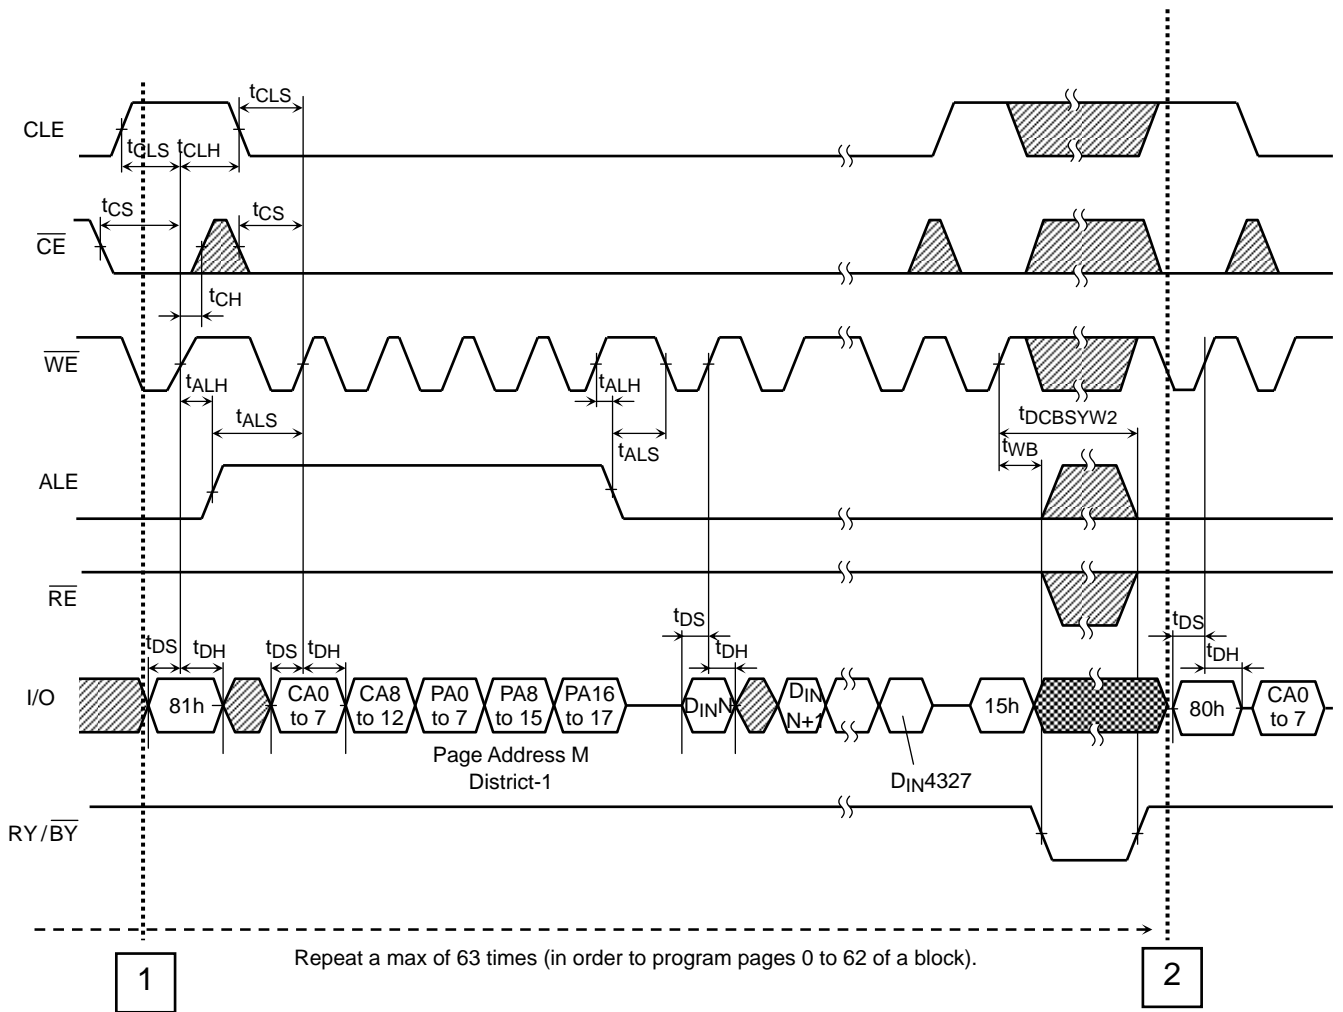 tCLS
CLE
tCLS tCLH
tCS tCS
CE
tCH
WE
tALH tALH
tDCBSYW2
tALS
tWB
tALS
ALE
RE
tDS tDH tDS tDH tDS tDH tDS tDH
I/O
81h
CA0 to 7
CA8 to 12
PA0 to 7
PA8 to 15
PA16 to 17
DINN
DIN N+1
15h
80h
CA0 to 7
Page Address M
District-1
DIN4327
RY/BY
Repeat a max of 63 times (in order to program pages 0 to 62 of a block).
1
2